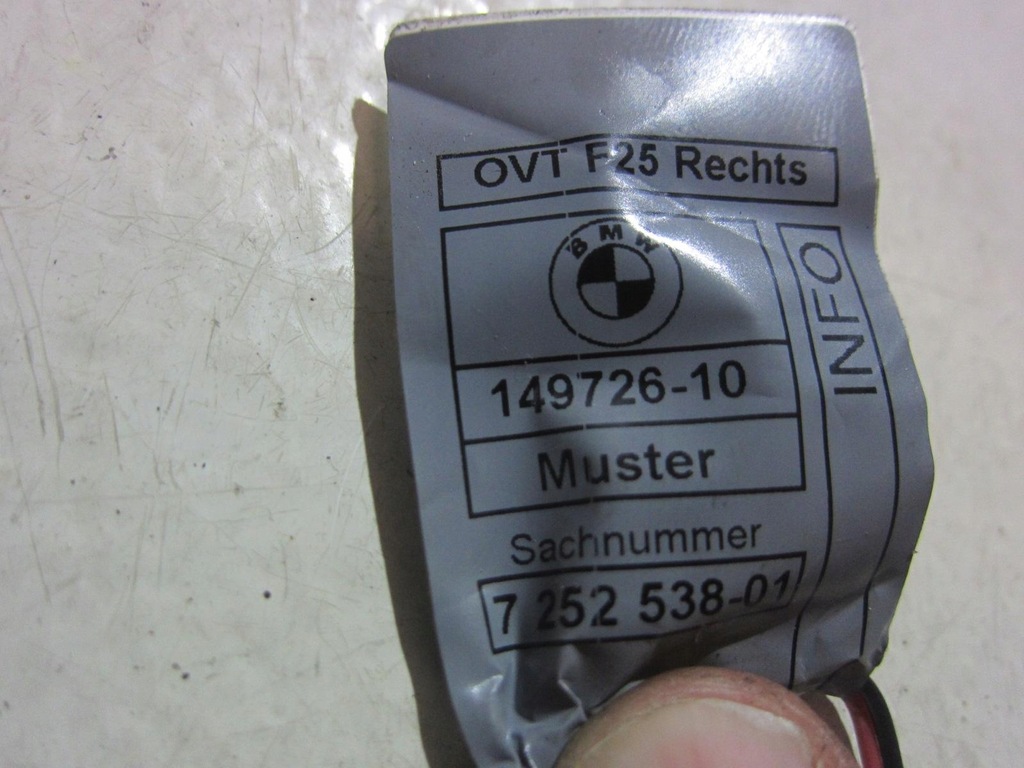 OVT F25 Rechts
BMW
149726-10
Muster
Sachnummer
7 252 538-01
INFO